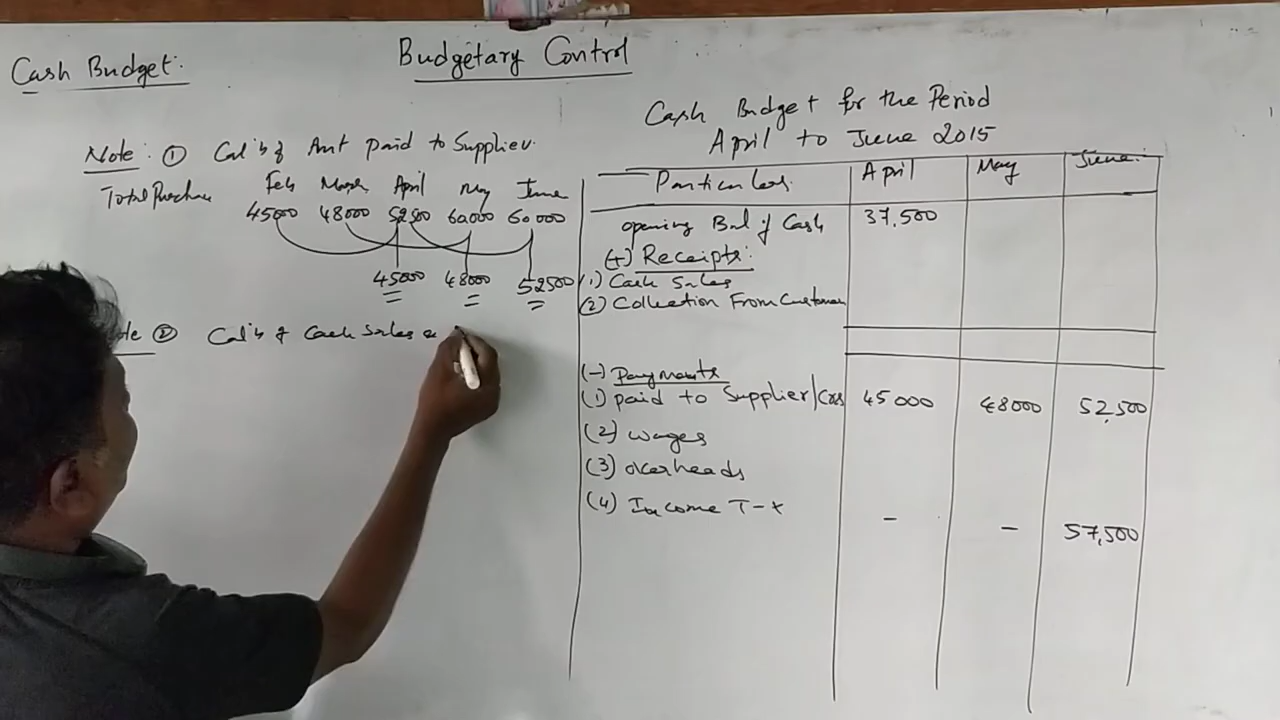 Cash Budget:
Budgetary Control
Note: ① Cal'n of Amt paid to Supplier.
Total Purchase Feb March April May June
45000 48000 52500 60000 60000
45000 48000 52500
② Cal'n of Cash Sales
Cash Budget for the Period
April to June 2015
Particulars. April May June
opening Bal of Cash 37,500
(+) Receipts:
(1) Cash Sales
(2) Collection From Customer
(-) Payments
(1) paid to Supplier/Crs 45000 48000 52,500
(2) wages
(3) overheads
(4) Income Tax - - 57,500